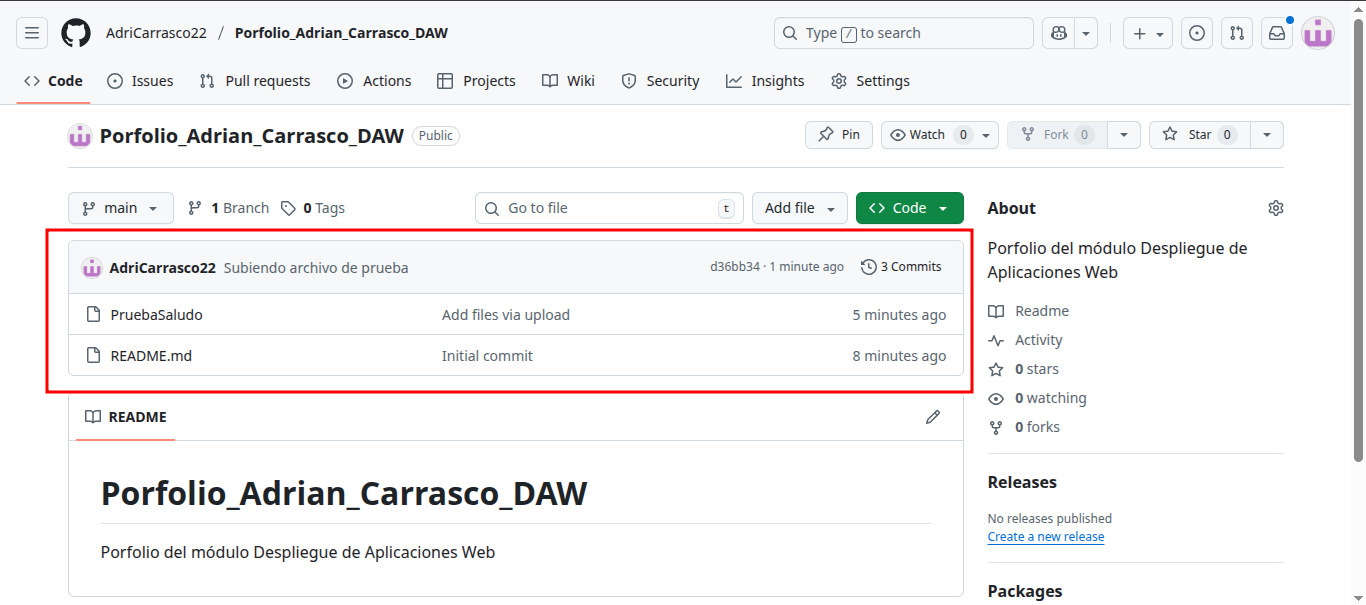 AdriCarrasco22 / Porfolio_Adrian_Carrasco_DAW
Type / to search
Code
Issues
Pull requests
Actions
Projects
Wiki
Security
Insights
Settings
Porfolio_Adrian_Carrasco_DAW Public
Pin
Watch 0
Fork 0
Star 0
main
1 Branch
0 Tags
Go to file t
Add file
Code
AdriCarrasco22 Subiendo archivo de prueba d36bb34 · 1 minute ago 3 Commits
PruebaSaludo Add files via upload 5 minutes ago
README.md Initial commit 8 minutes ago
README
Porfolio_Adrian_Carrasco_DAW
Porfolio del módulo Despliegue de Aplicaciones Web
About
Porfolio del módulo Despliegue de
Aplicaciones Web
Readme
Activity
0 stars
0 watching
0 forks
Releases
No releases published
Create a new release
Packages